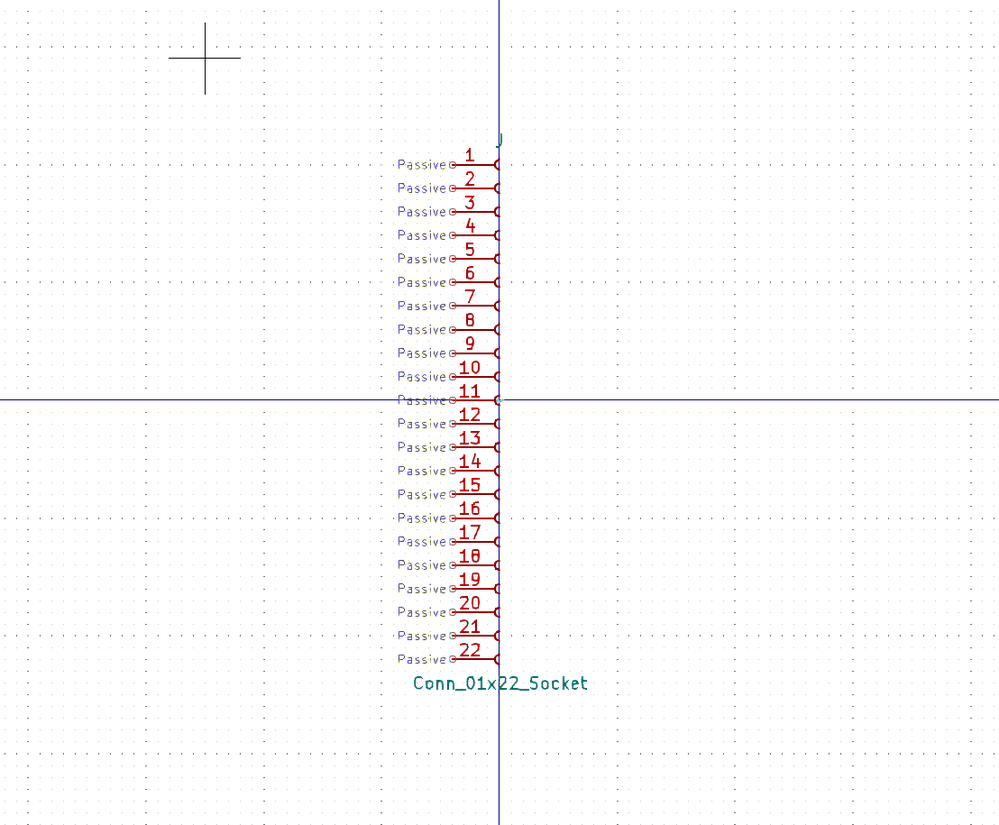 J
Passive 1
Passive 2
Passive 3
Passive 4
Passive 5
Passive 6
Passive 7
Passive 8
Passive 9
Passive 10
Passive 11
Passive 12
Passive 13
Passive 14
Passive 15
Passive 16
Passive 17
Passive 18
Passive 19
Passive 20
Passive 21
Passive 22
Conn_01x22_Socket